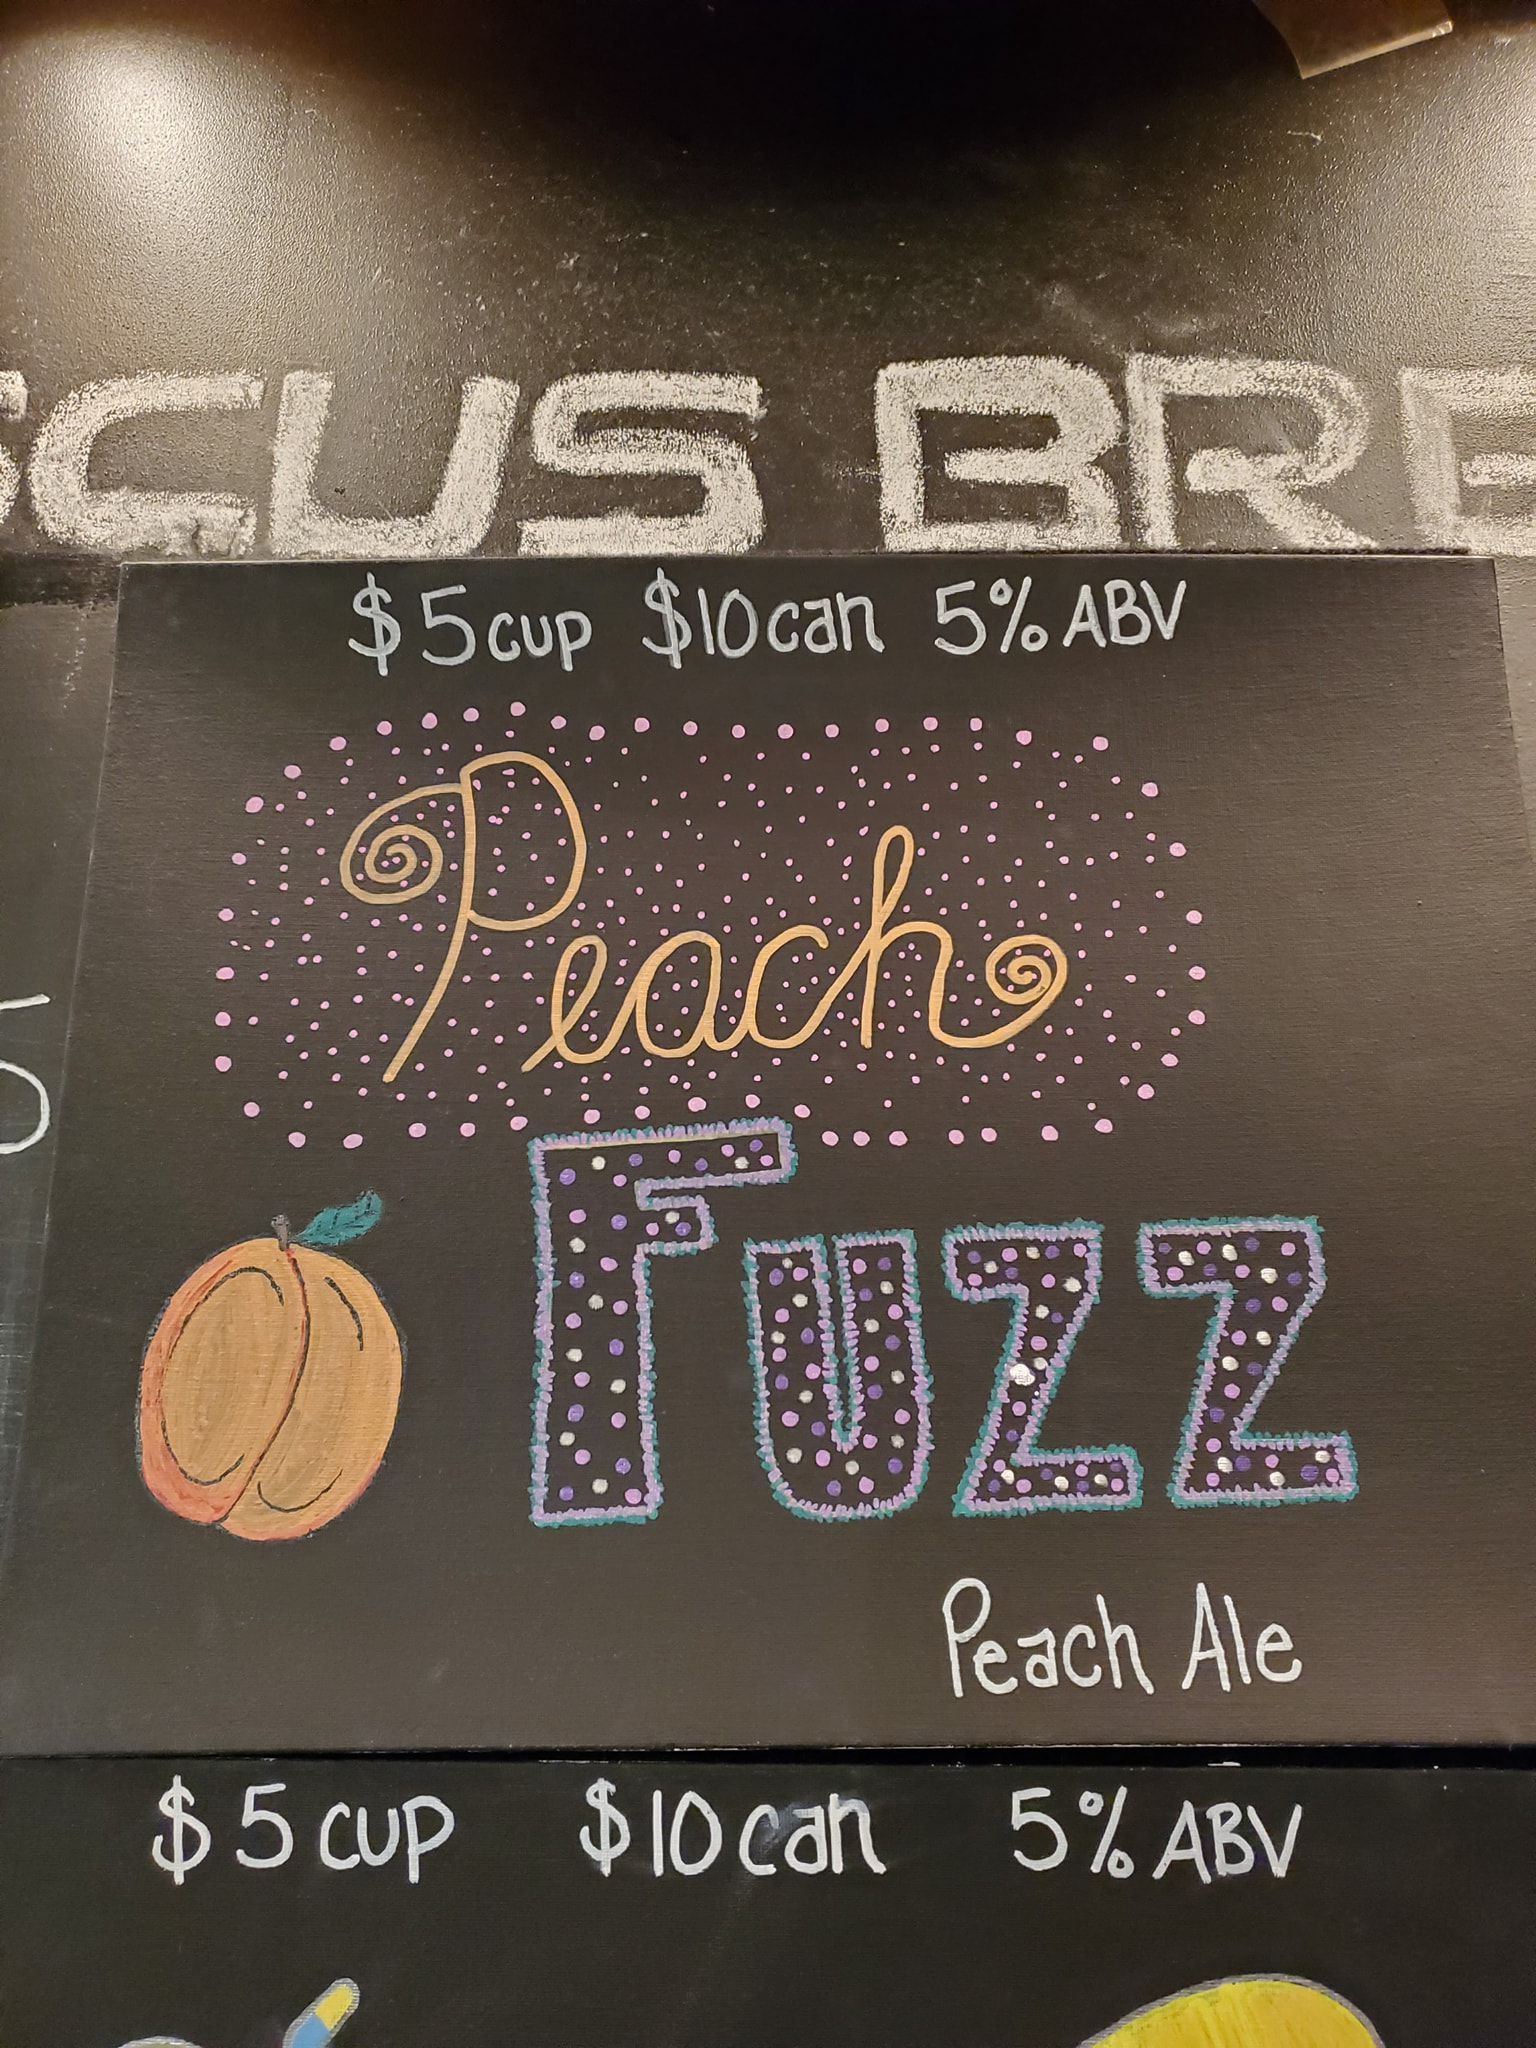 SCUS BRE
$5 cup $10 can 5% ABV
Peach
Fuzz
Peach Ale
$5 cup $10 can 5% ABV